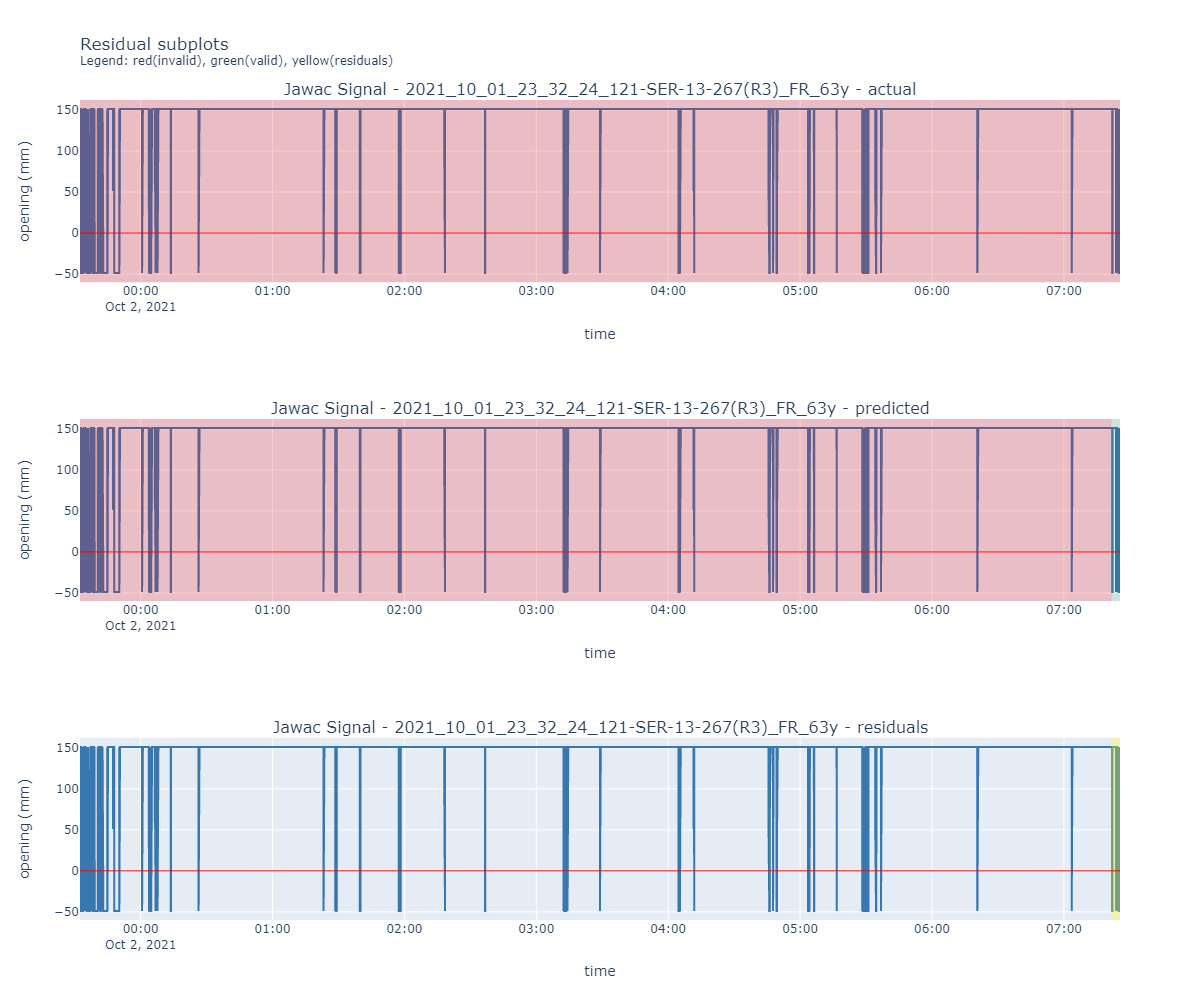 Residual subplots
Legend: red(invalid), green(valid), yellow(residuals)
Jawac Signal - 2021_10_01_23_32_24_121-SER-13-267(R3)_FR_63y - actual
150
100
50
0
−50
opening (mm)
00:00 01:00 02:00 03:00 04:00 05:00 06:00 07:00
Oct 2, 2021
time
Jawac Signal - 2021_10_01_23_32_24_121-SER-13-267(R3)_FR_63y - predicted
150
100
50
0
−50
opening (mm)
00:00 01:00 02:00 03:00 04:00 05:00 06:00 07:00
Oct 2, 2021
time
Jawac Signal - 2021_10_01_23_32_24_121-SER-13-267(R3)_FR_63y - residuals
150
100
50
0
−50
opening (mm)
00:00 01:00 02:00 03:00 04:00 05:00 06:00 07:00
Oct 2, 2021
time